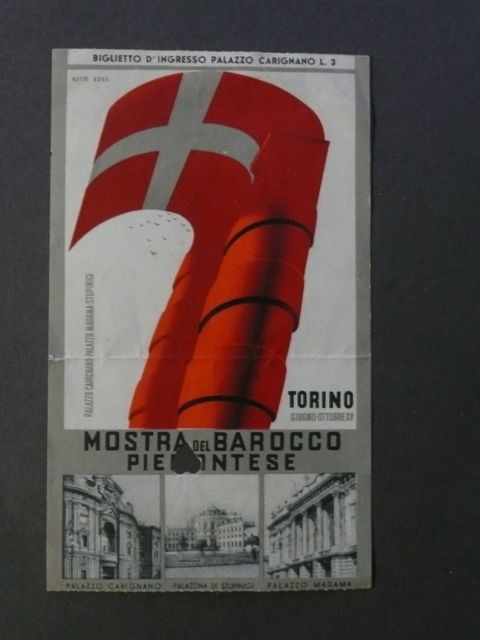 BIGLIETTO D'INGRESSO PALAZZO CARIGNANO L. 3
PALAZZO CARIGNANO PALAZZO MADAMA-STUPINIGI
TORINO
GIUGNO-OTTOBRE XV
MOSTRA DEL BAROCCO
PIEMONTESE
PALAZZO CARIGNANO
PALAZZINA DI STUPINIGI
PALAZZO MADAMA